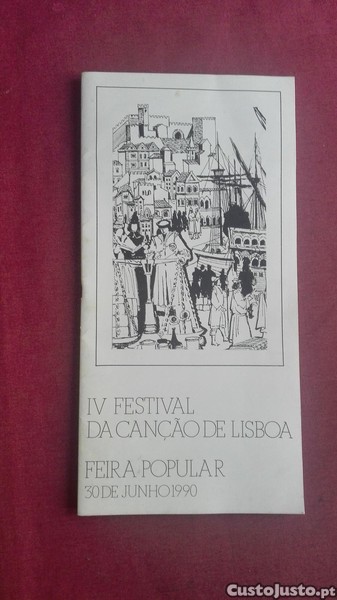 IV FESTIVAL
DA CANÇÃO DE LISBOA
FEIRA POPULAR
30 DE JUNHO 1990
CustoJusto.pt